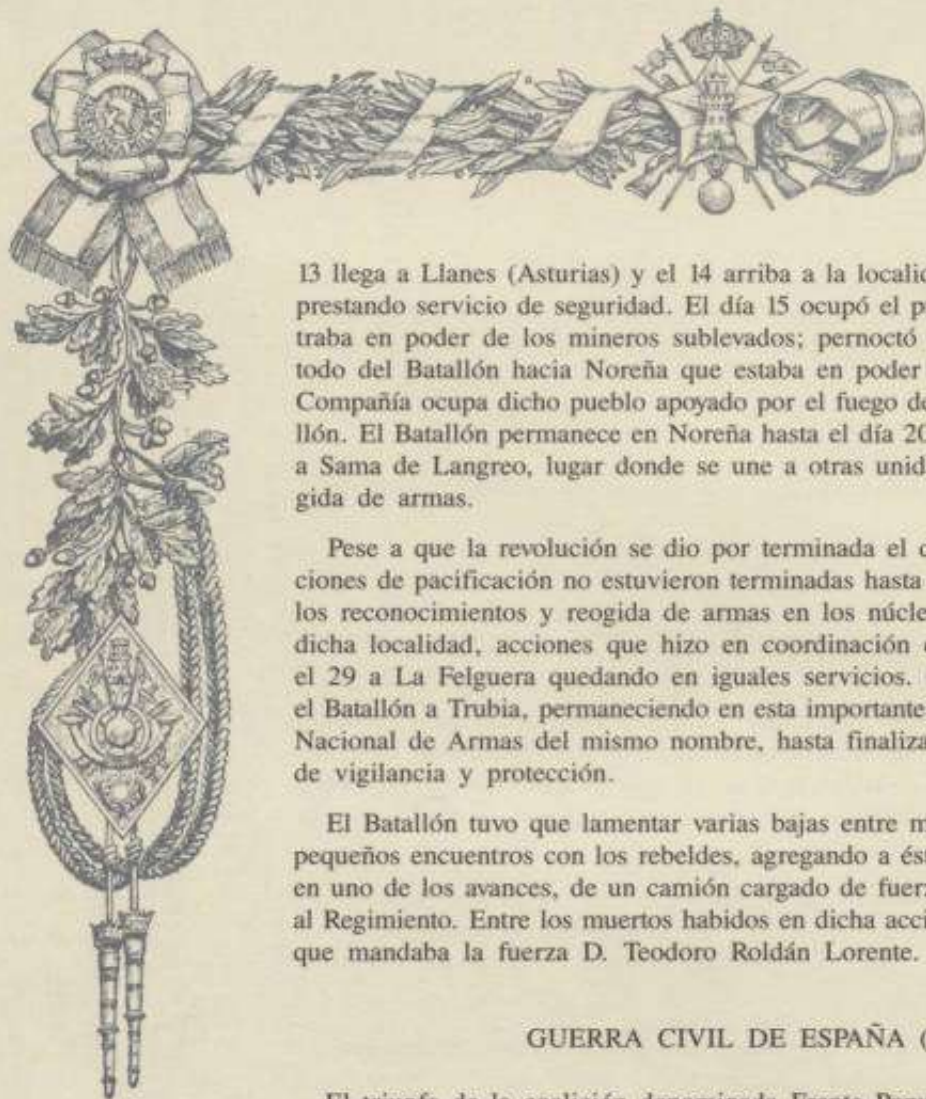 13 llega a Llanes (Asturias) y el 14 arriba a la
prestando servicio de seguridad. El día 15 ocupó el
traba en poder de los mineros sublevados; pernoctó
todo del Batallón hacia Noreña que estaba en poder
Compañía ocupa dicho pueblo apoyado por el fuego
llón. El Batallón permanece en Noreña hasta el día 20
a Sama de Langreo, lugar donde se une a otras
gida de armas.
Pese a que la revolución se dio por terminada el
ciones de pacificación no estuvieron terminadas hasta
los reconocimientos y reogida de armas en los
dicha localidad, acciones que hizo en coordinación
el 29 a La Felguera quedando en iguales servicios.
el Batallón a Trubia, permaneciendo en esta importante
Nacional de Armas del mismo nombre, hasta
de vigilancia y protección.
El Batallón tuvo que lamentar varias bajas entre
pequeños encuentros con los rebeldes, agregando a
en uno de los avances, de un camión cargado de
al Regimiento. Entre los muertos habidos en dicha
que mandaba la fuerza D. Teodoro Roldán Lorente.
GUERRA CIVIL DE ESPAÑA (